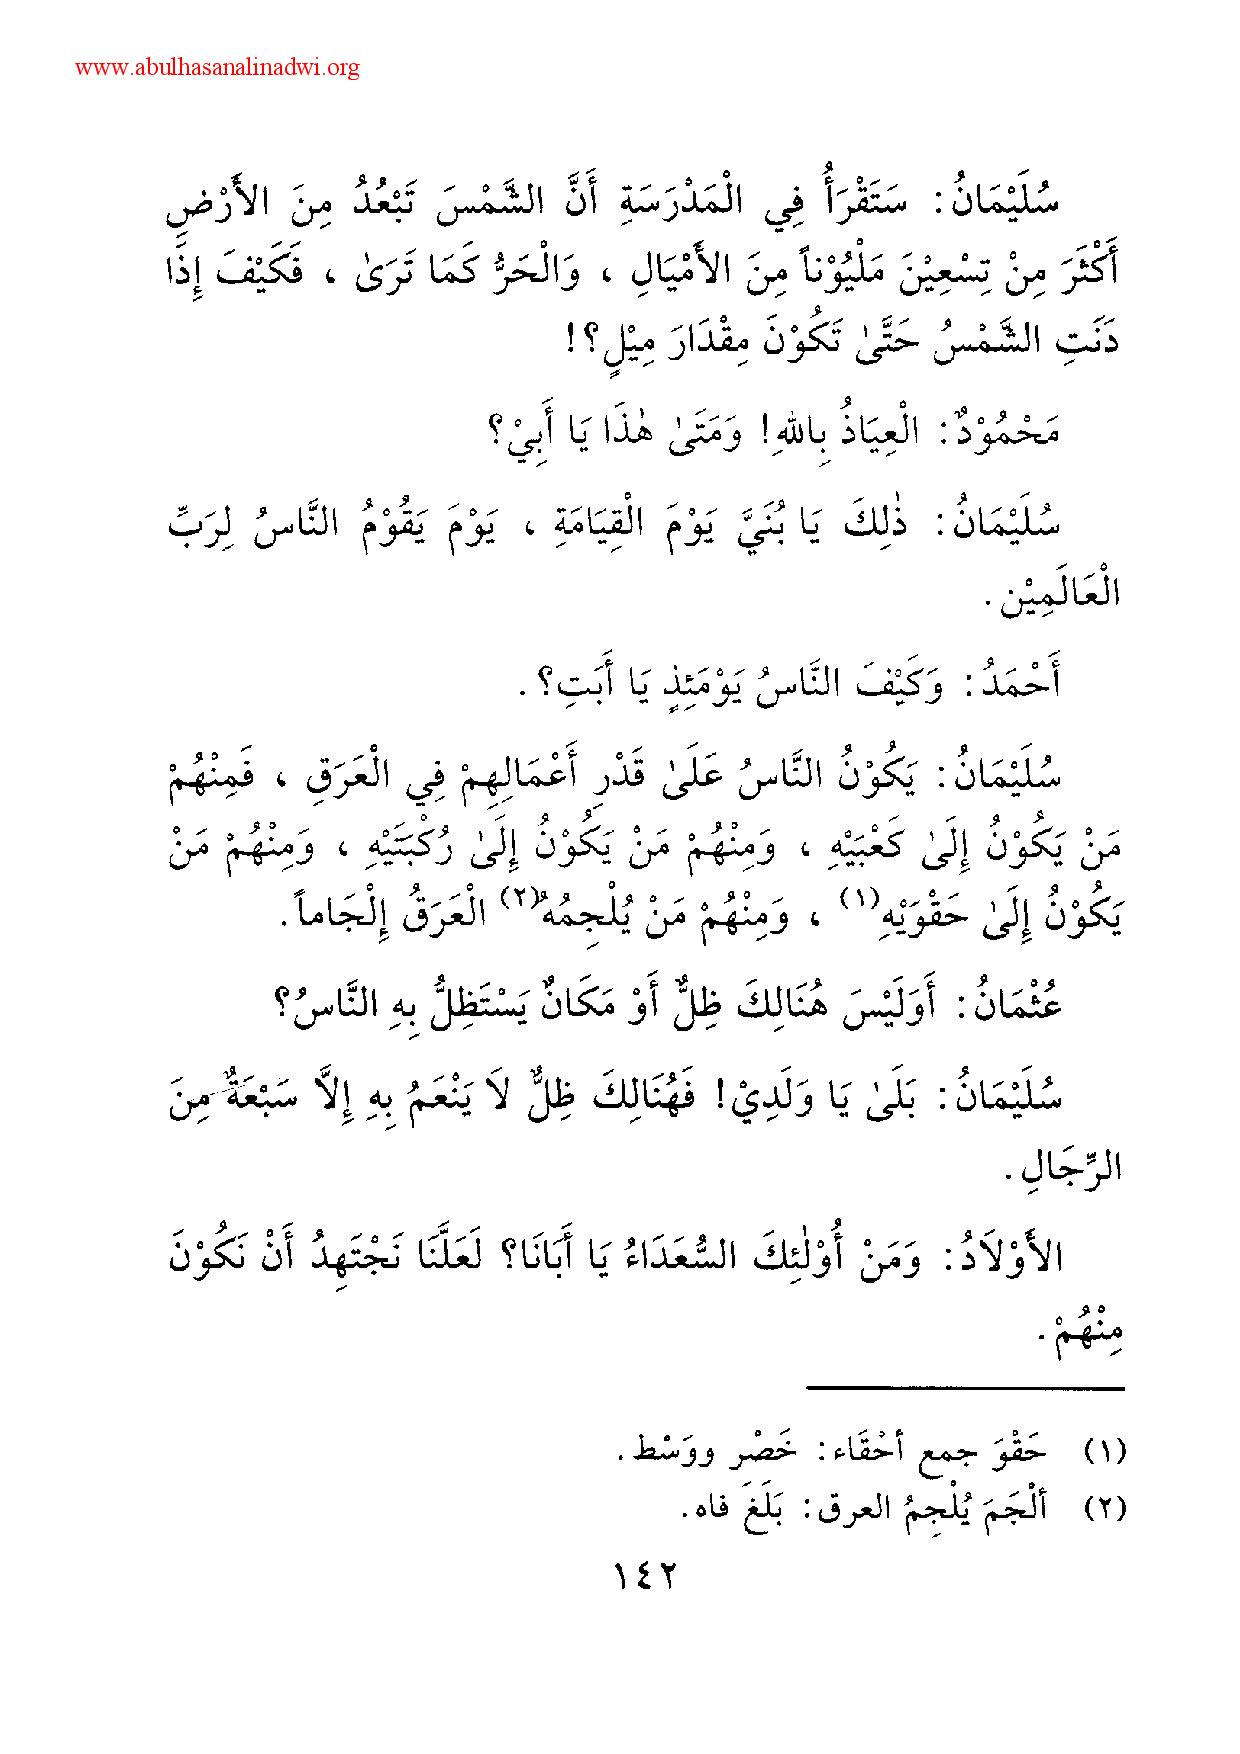 www.abulhasanalinadwi.org
سُلَيْمَانُ : سَتَقْرَأُ فِي الْمَدْرَسَةِ أَنَّ الشَّمْسَ تَبْعُدُ مِنَ الأَرْضِ
أَكْثَرَ مِنْ تِسْعِيْنَ مَلْيُوْناً مِنَ الأَمْيَالِ ، وَالْحَرُّ كَمَا تَرَىٰ ، فَكَيْفَ إِذَا
دَنَتِ الشَّمْسُ حَتَّىٰ تَكُوْنَ مِقْدَارَ مِيْلٍ؟!
مَحْمُوْدٌ : الْعِيَاذُ بِاللهِ! وَمَتَىٰ هٰذَا يَا أَبِيْ؟
سُلَيْمَانُ : ذٰلِكَ يَا بُنَيَّ يَوْمَ الْقِيَامَةِ ، يَوْمَ يَقُوْمُ النَّاسُ لِرَبِّ
الْعَالَمِيْن .
أَحْمَدُ : وَكَيْفَ النَّاسُ يَوْمَئِذٍ يَا أَبَتِ؟ .
سُلَيْمَانُ : يَكُوْنُ النَّاسُ عَلَىٰ قَدْرِ أَعْمَالِهِمْ فِي الْعَرَقِ ، فَمِنْهُمْ
مَنْ يَكُوْنُ إِلَىٰ كَعْبَيْهِ ، وَمِنْهُمْ مَنْ يَكُوْنُ إِلَىٰ رُكْبَتَيْهِ ، وَمِنْهُمْ مَنْ
يَكُوْنُ إِلَىٰ حَقْوَيْهِ(١) ، وَمِنْهُمْ مَنْ يُلْجِمُهُ(٢) الْعَرَقُ إِلْجَاماً.
عُثْمَانُ : أَوَلَيْسَ هُنَالِكَ ظِلٌّ أَوْ مَكَانٌ يَسْتَظِلُّ بِهِ النَّاسُ؟
سُلَيْمَانُ : بَلَىٰ يَا وَلَدِيْ! فَهُنَالِكَ ظِلٌّ لاَ يَنْعَمُ بِهِ إِلاَّ سَبْعَةٌ مِنَ
الرِّجَالِ .
الأَوْلاَدُ : وَمَنْ أُوْلٰئِكَ السُّعَدَاءُ يَا أَبَانَا؟ لَعَلَّنَا نَجْتَهِدُ أَنْ نَكُوْنَ
مِنْهُمْ .
(١) حَقْوَ جمع أحْقَاء : خَصْر ووَسْط .
(٢) ألْجَمَ يُلْجِمُ العرق : بَلَغَ فاه .
١٤٢